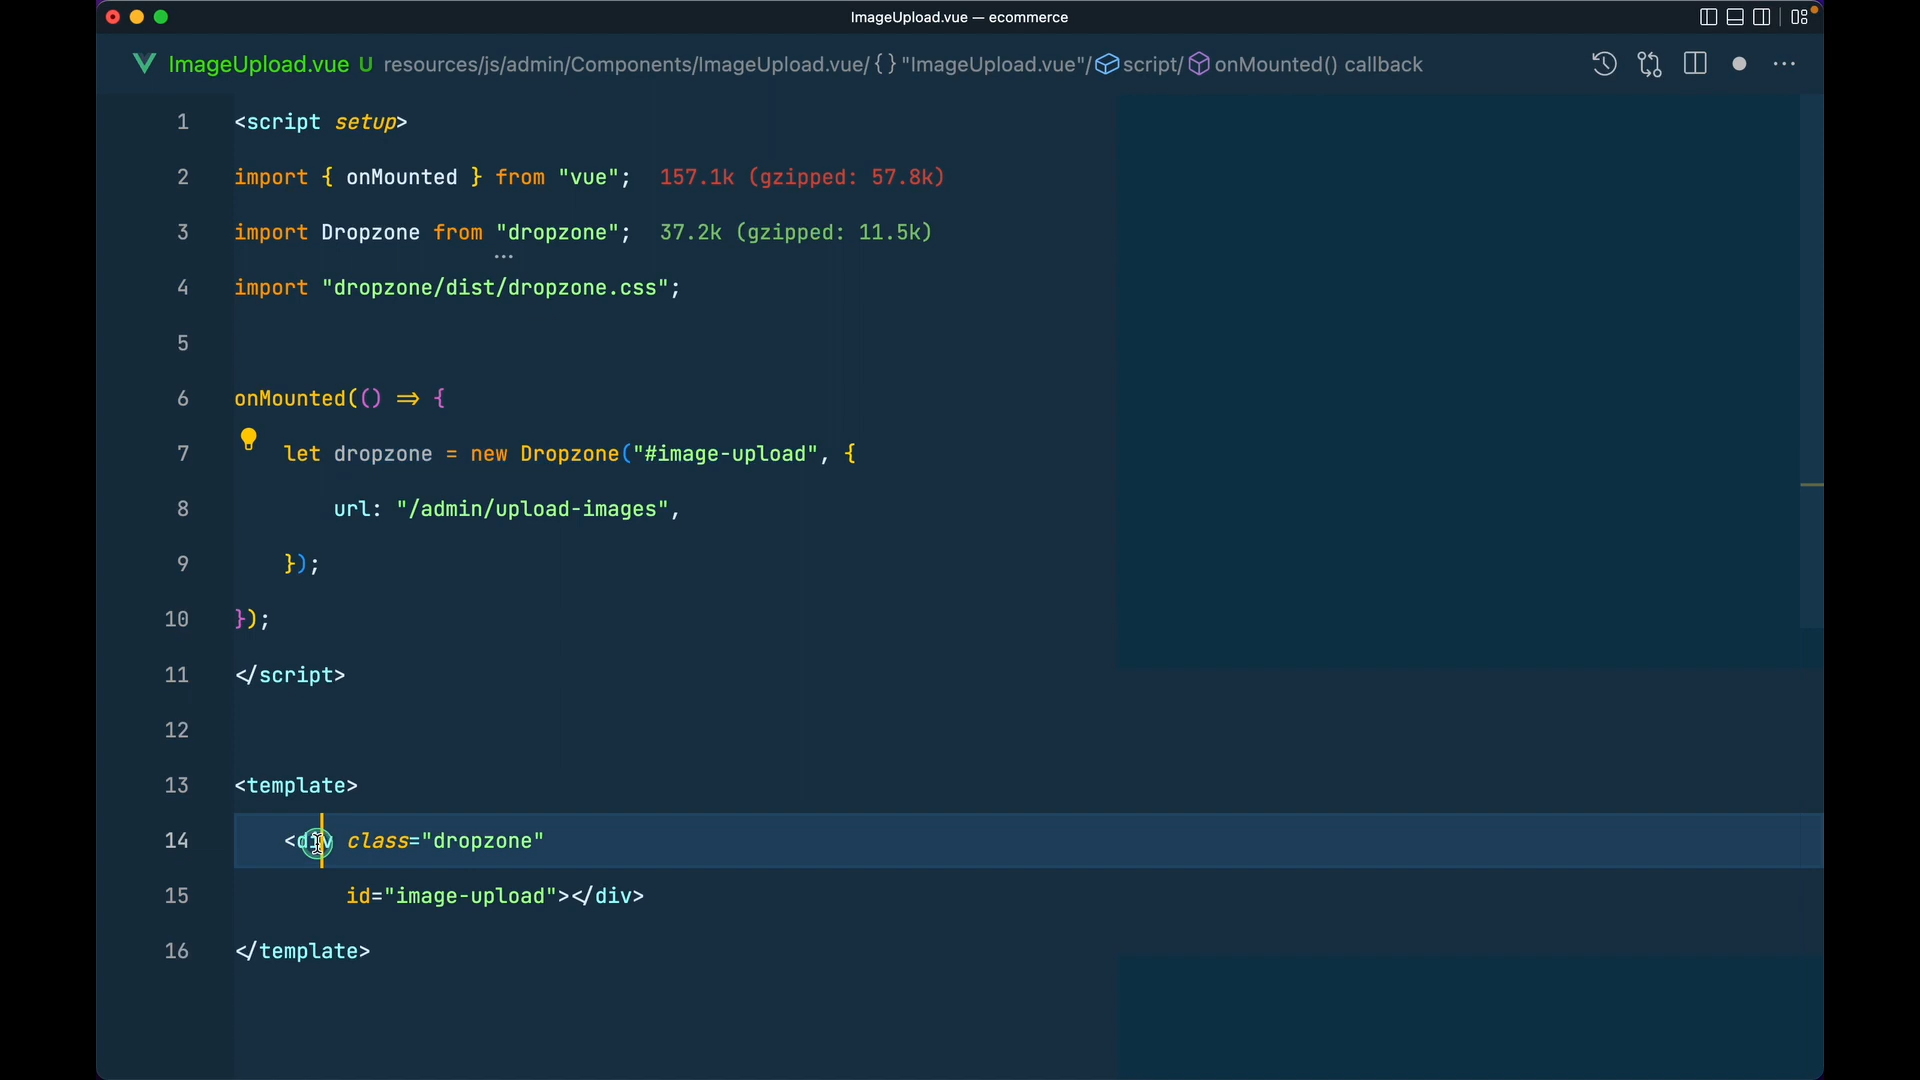 ImageUpload.vue — ecommerce
ImageUpload.vue U resources/js/admin/Components/ImageUpload.vue/ {} "ImageUpload.vue"/ script/ onMounted() callback
1 <script setup>
2 import { onMounted } from "vue"; 157.1k (gzipped: 57.8k)
3 import Dropzone from "dropzone"; 37.2k (gzipped: 11.5k)
4 import "dropzone/dist/dropzone.css";
5
6 onMounted(() => {
7 let dropzone = new Dropzone("#image-upload", {
8 url: "/admin/upload-images",
9 });
10 });
11 </script>
12
13 <template>
14 <div class="dropzone"
15 id="image-upload"></div>
16 </template>